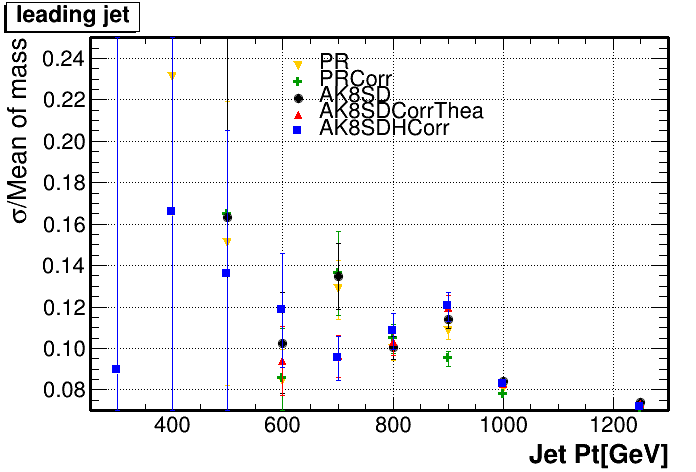 leading jet
σ/Mean of mass
0.24
0.22
0.20
0.18
0.16
0.14
0.12
0.10
0.08
PR
PRCorr
AK8SD
AK8SDCorrThea
AK8SDHCorr
400 600 800 1000 1200
Jet Pt[GeV]